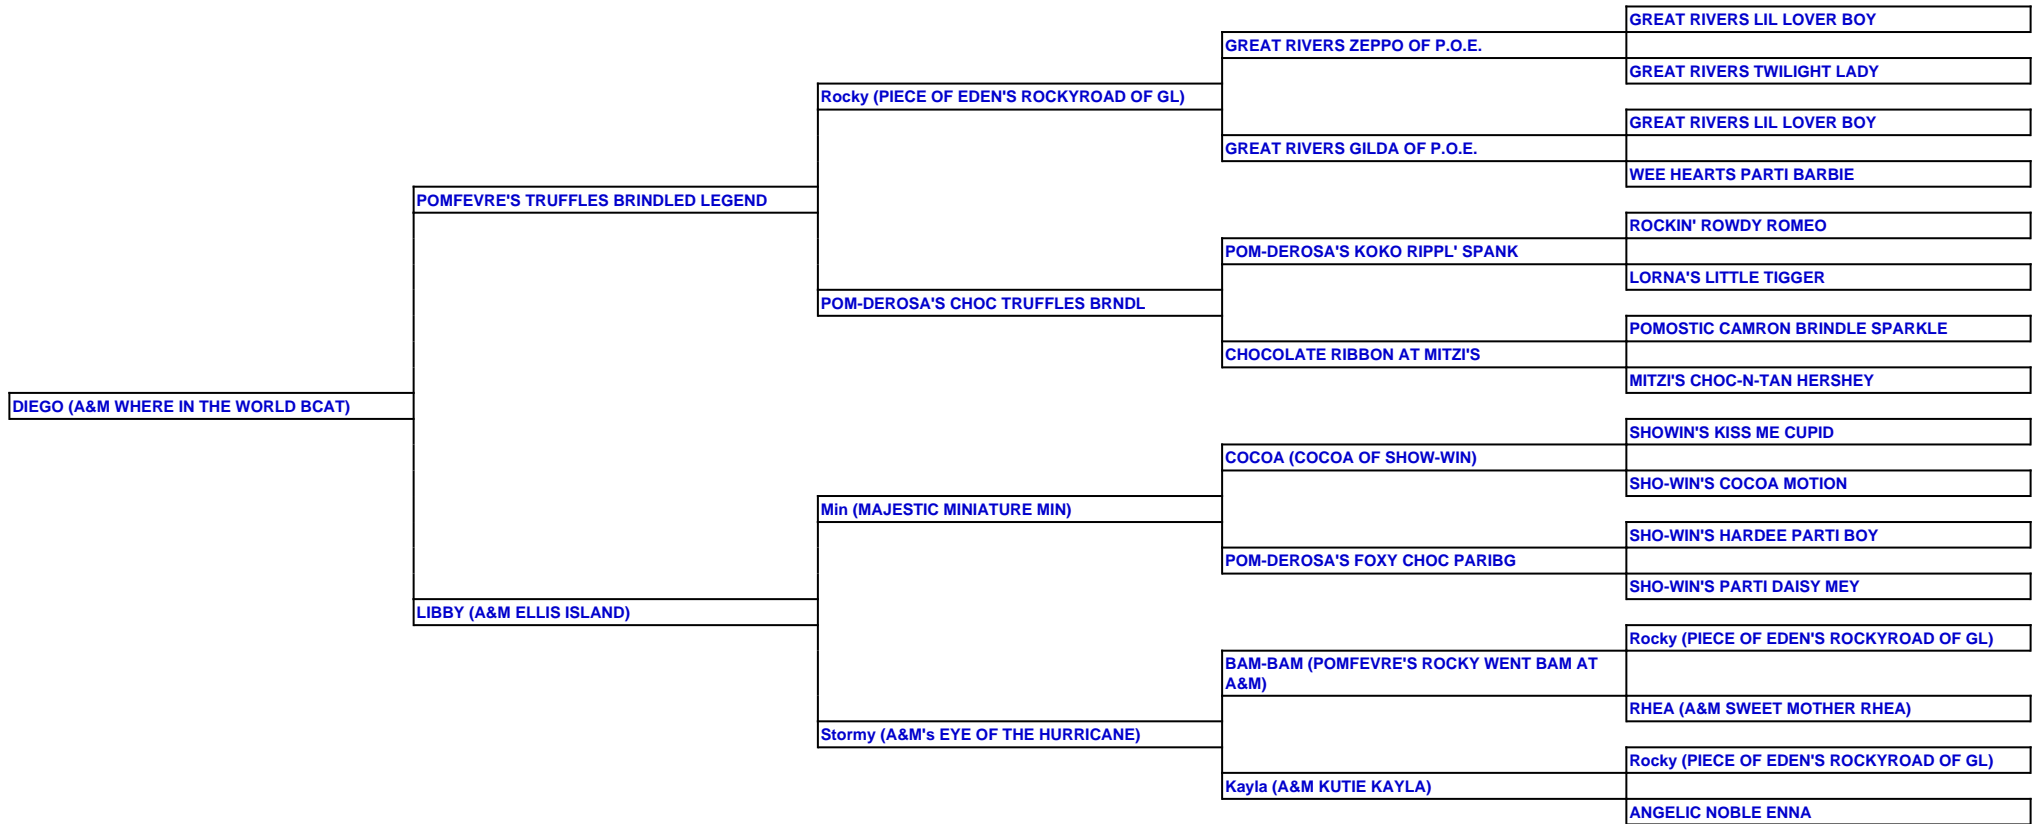 GREAT RIVERS LIL LOVER BOY
GREAT RIVERS ZEPPO OF P.O.E.
GREAT RIVERS TWILIGHT LADY
Rocky (PIECE OF EDEN'S ROCKYROAD OF GL)
GREAT RIVERS LIL LOVER BOY
GREAT RIVERS GILDA OF P.O.E.
WEE HEARTS PARTI BARBIE
POMFEVRE'S TRUFFLES BRINDLED LEGEND
ROCKIN' ROWDY ROMEO
POM-DEROSA'S KOKO RIPPL' SPANK
LORNA'S LITTLE TIGGER
POM-DEROSA'S CHOC TRUFFLES BRNDL
POMOSTIC CAMRON BRINDLE SPARKLE
CHOCOLATE RIBBON AT MITZI'S
MITZI'S CHOC-N-TAN HERSHEY
DIEGO (A&M WHERE IN THE WORLD BCAT)
SHOWIN'S KISS ME CUPID
COCOA (COCOA OF SHOW-WIN)
SHO-WIN'S COCOA MOTION
Min (MAJESTIC MINIATURE MIN)
SHO-WIN'S HARDEE PARTI BOY
POM-DEROSA'S FOXY CHOC PARIBG
SHO-WIN'S PARTI DAISY MEY
LIBBY (A&M ELLIS ISLAND)
Rocky (PIECE OF EDEN'S ROCKYROAD OF GL)
BAM-BAM (POMFEVRE'S ROCKY WENT BAM AT
A&M)
RHEA (A&M SWEET MOTHER RHEA)
Stormy (A&M's EYE OF THE HURRICANE)
Rocky (PIECE OF EDEN'S ROCKYROAD OF GL)
Kayla (A&M KUTIE KAYLA)
ANGELIC NOBLE ENNA